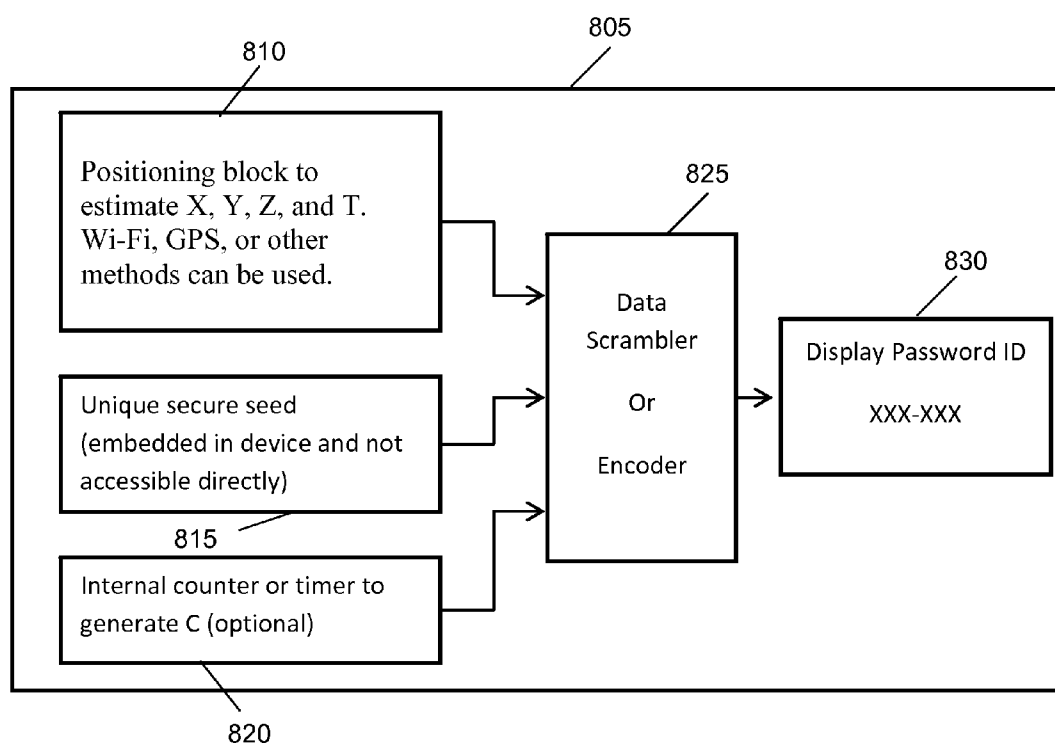 805
810
Positioning block to
estimate X, Y, Z, and T.
Wi-Fi, GPS, or other
methods can be used.
825
Data
Scrambler
Or
Encoder
830
Display Password ID
XXX-XXX
Unique secure seed
(embedded in device and not
accessible directly)
815
Internal counter or timer to
generate C (optional)
820